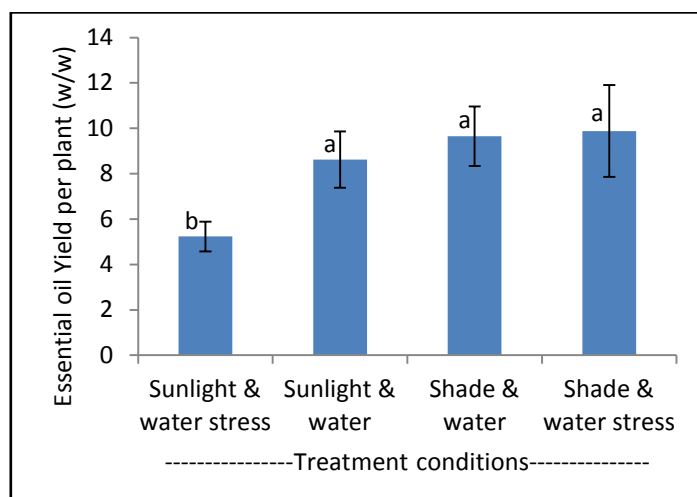 Essential oil Yield per plant (w/w)
14
12
10
8
6
4
2
0
b
a
a
a
Sunlight &
water stress
Sunlight &
water
Shade &
water
Shade &
water stress
----------------Treatment conditions---------------